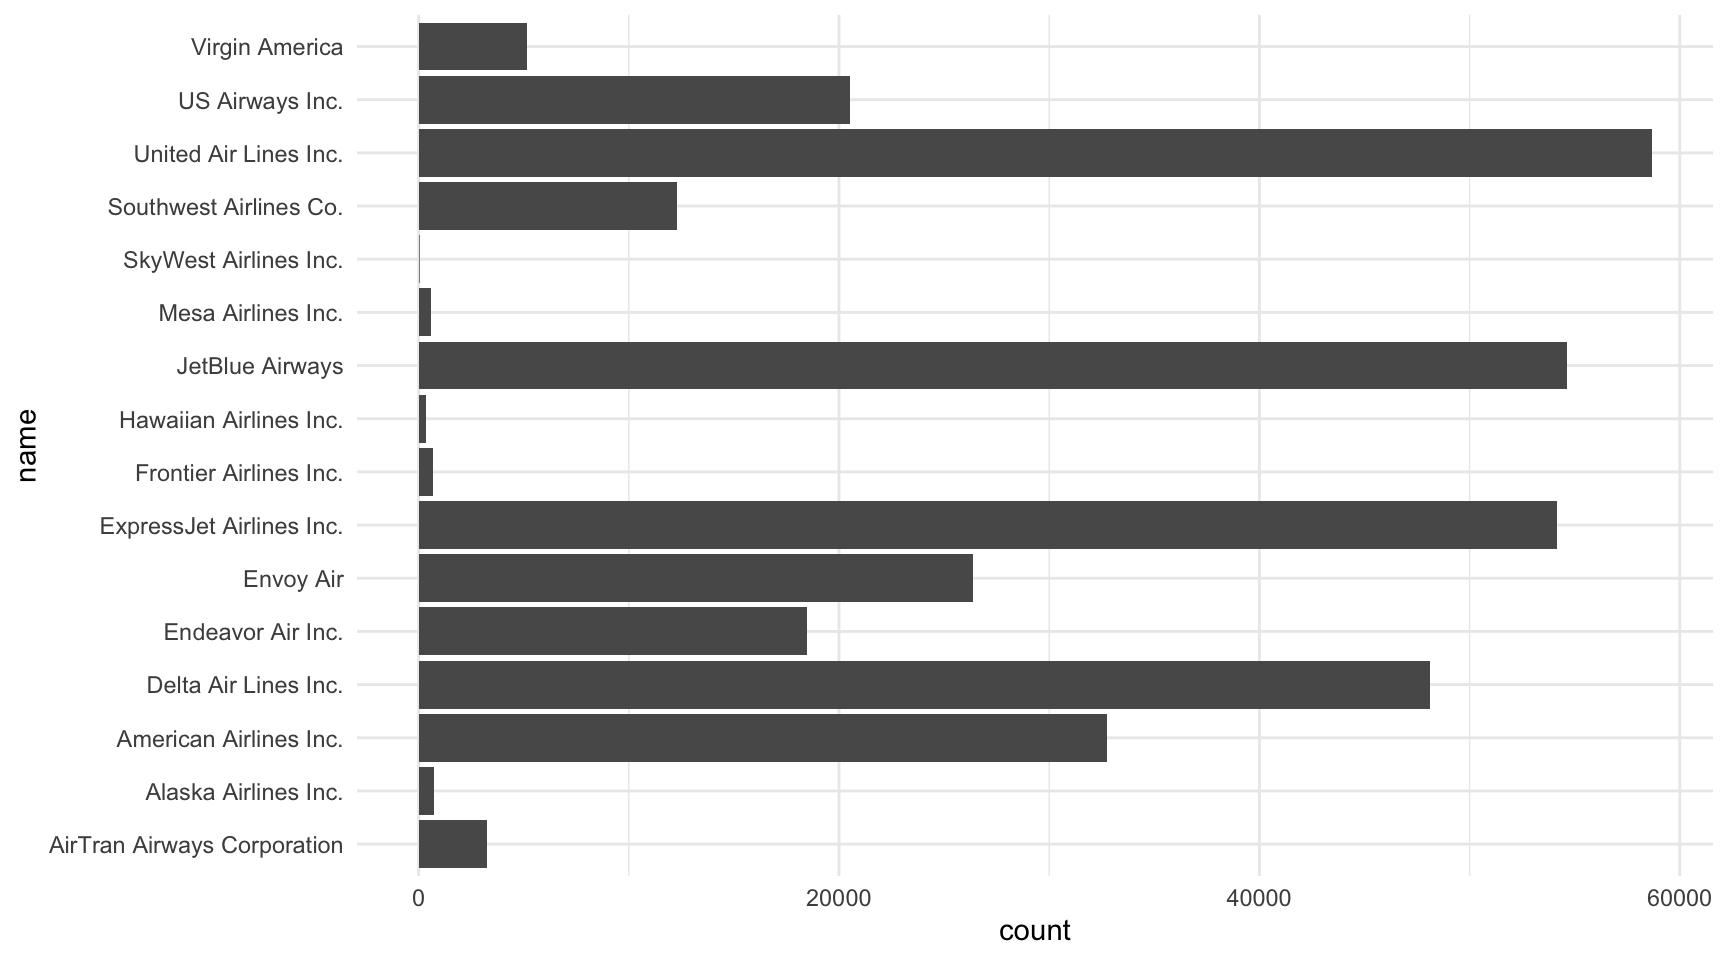 Virgin America
US Airways Inc.
United Air Lines Inc.
Southwest Airlines Co.
SkyWest Airlines Inc.
Mesa Airlines Inc.
JetBlue Airways
Hawaiian Airlines Inc.
Frontier Airlines Inc.
ExpressJet Airlines Inc.
Envoy Air
Endeavor Air Inc.
Delta Air Lines Inc.
American Airlines Inc.
Alaska Airlines Inc.
AirTran Airways Corporation
name
0 20000 40000 60000
count